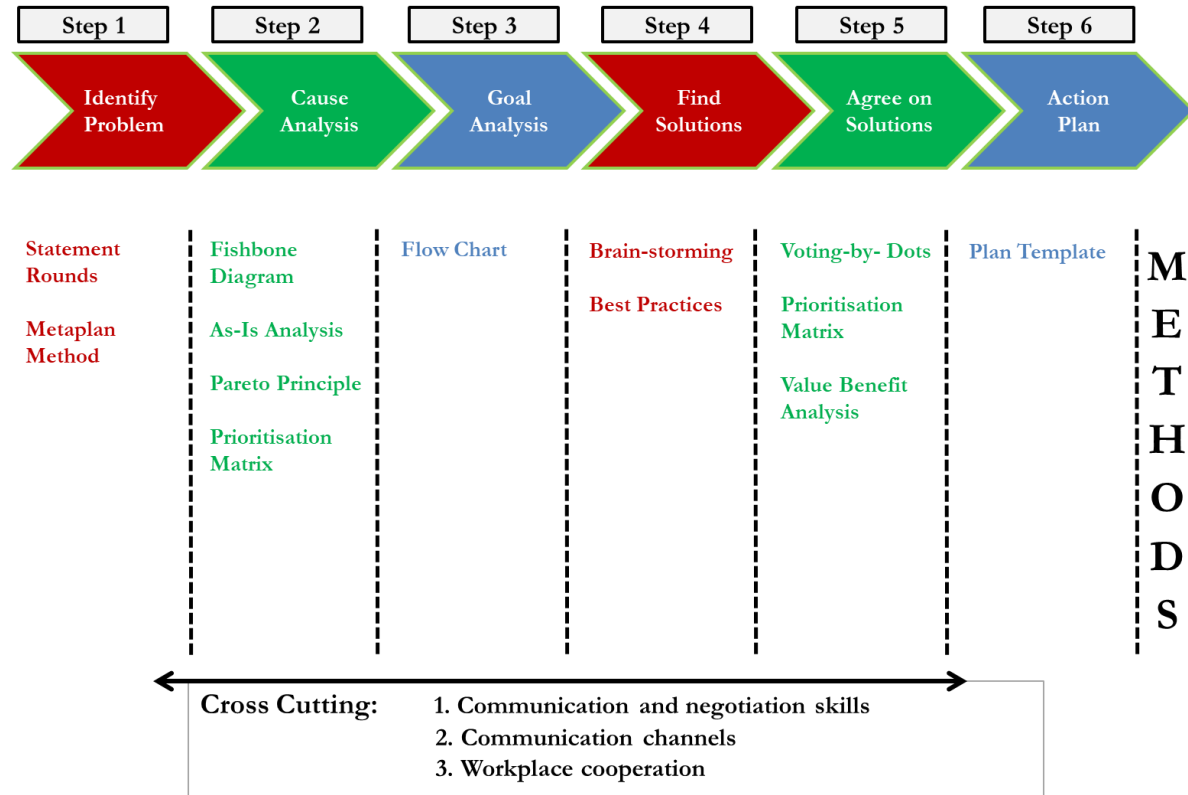 Step 1
Step 2
Step 3
Step 4
Step 5
Step 6
Identify
Problem
Cause
Analysis
Goal
Analysis
Find
Solutions
Agree on
Solutions
Action
Plan
Statement
Rounds
Metaplan
Method
Fishbone
Diagram
As-Is Analysis
Pareto Principle
Prioritisation
Matrix
Flow Chart
Brain-storming
Best Practices
Voting-by- Dots
Prioritisation
Matrix
Value Benefit
Analysis
Plan Template
M
E
T
H
O
D
S
Cross Cutting:
1. Communication and negotiation skills
2. Communication channels
3. Workplace cooperation